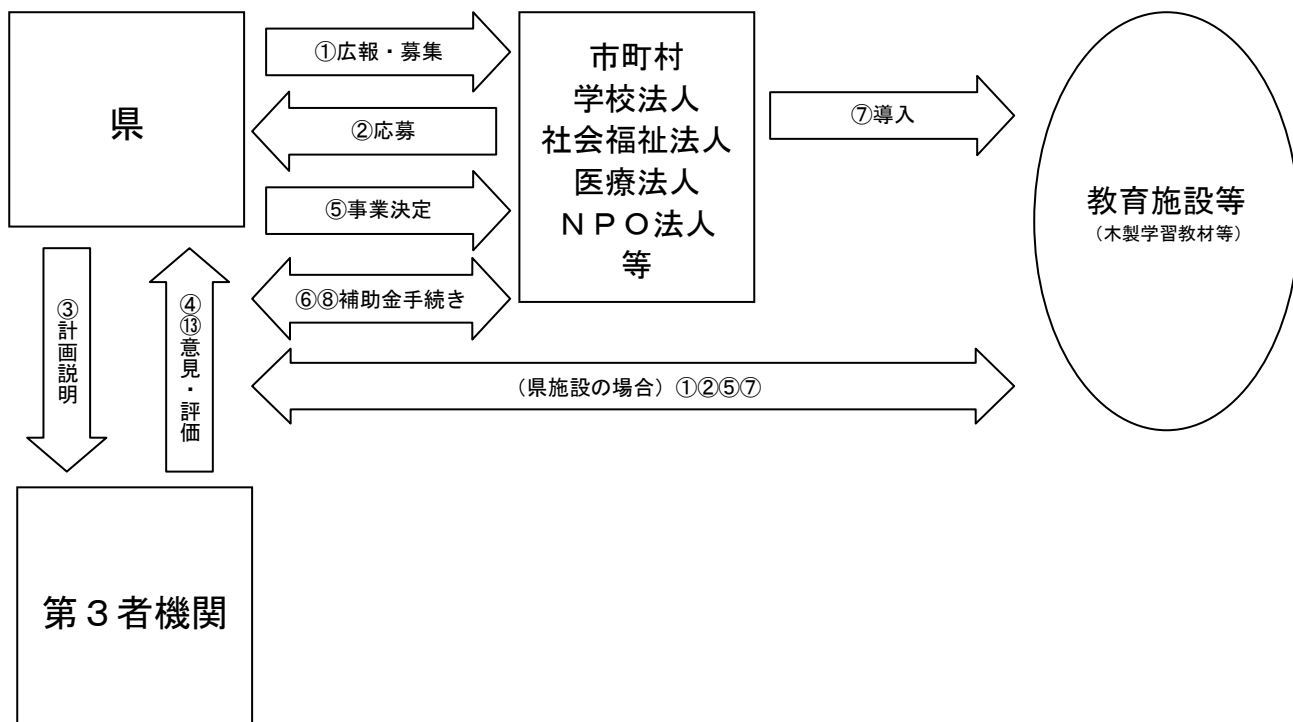 県
①広報・募集
②応募
⑤事業決定
⑥⑧補助金手続き
市町村
学校法人
社会福祉法人
医療法人
ＮＰＯ法人
等
⑦導入
教育施設等
（木製学習教材等）
（県施設の場合）①②⑤⑦
③計画説明
④⑬意見・評価
第３者機関